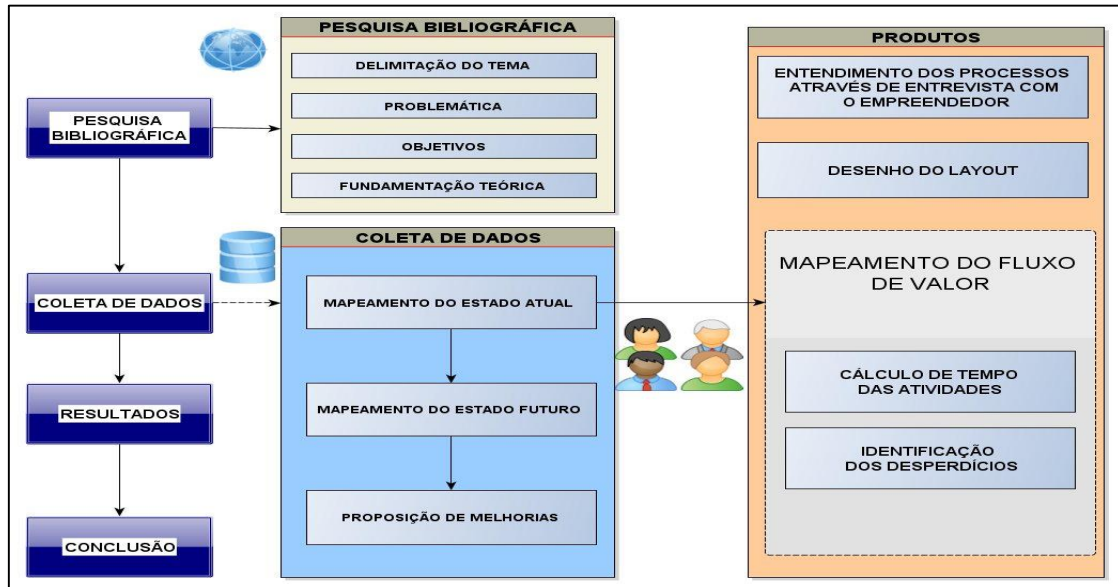 PESQUISA
BIBLIOGRÁFICA
COLETA DE DADOS
RESULTADOS
CONCLUSÃO
PESQUISA BIBLIOGRÁFICA
DELIMITAÇÃO DO TEMA
PROBLEMÁTICA
OBJETIVOS
FUNDAMENTAÇÃO TEÓRICA
COLETA DE DADOS
MAPEAMENTO DO ESTADO ATUAL
MAPEAMENTO DO ESTADO FUTURO
PROPOSIÇÃO DE MELHORIAS
PRODUTOS
ENTENDIMENTO DOS PROCESSOS
ATRAVÉS DE ENTREVISTA COM
O EMPREENDEDOR
DESENHO DO LAYOUT
MAPEAMENTO DO FLUXO
DE VALOR
CÁLCULO DE TEMPO
DAS ATIVIDADES
IDENTIFICAÇÃO
DOS DESPERDÍCIOS